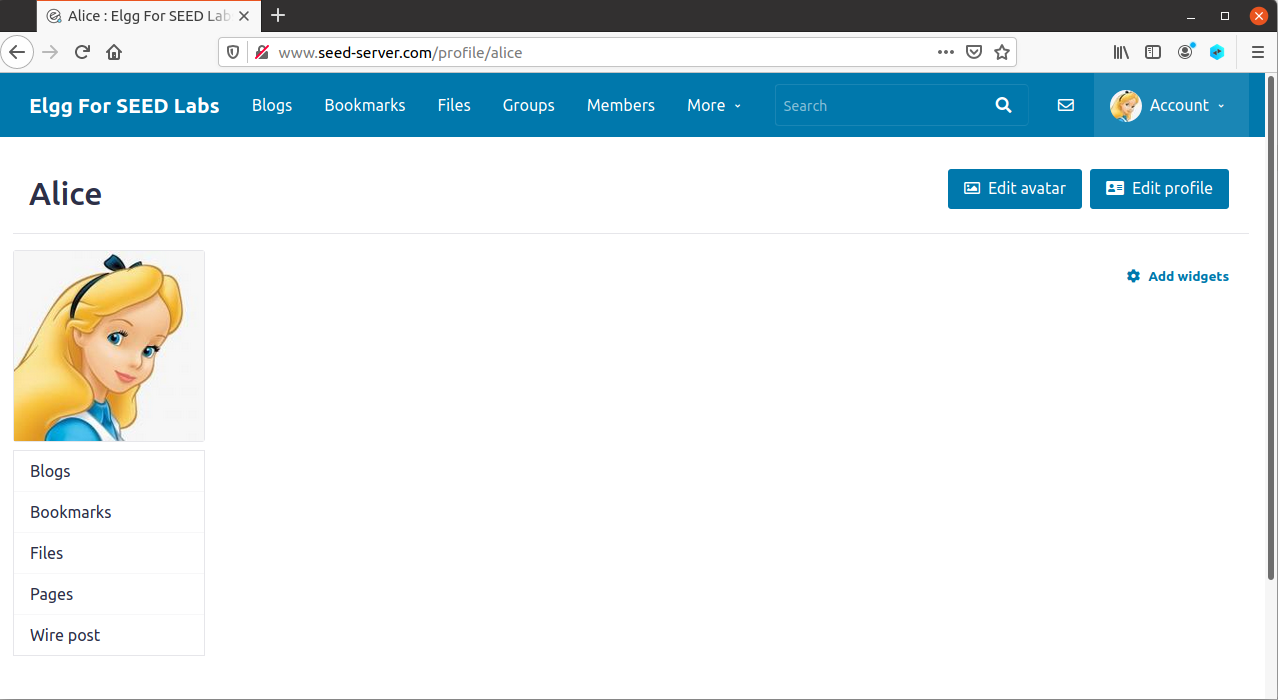 Alice : Elgg For SEED Lab
www.seed-server.com/profile/alice
Elgg For SEED Labs Blogs Bookmarks Files Groups Members More Search Account
Alice Edit avatar Edit profile
Add widgets
Blogs
Bookmarks
Files
Pages
Wire post